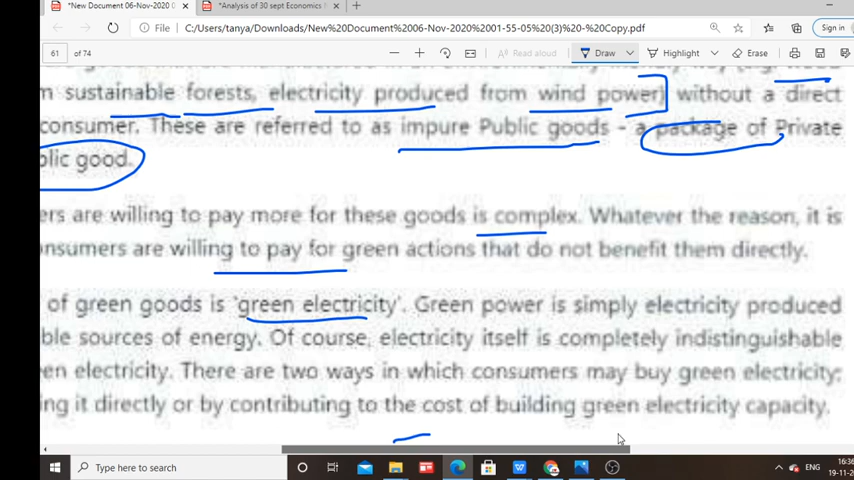 *New Document 06-Nov-2020 0
*Analysis of 30 sept Economics I
File
C:/Users/tanya/Downloads/New%20Document%2006-Nov-2020%2001-55-05%20(3)%20-%20Copy.pdf
Sign in
61 of 74
Read aloud
Draw
Highlight
Erase
m sustainable forests, electricity produced from wind power) without a direct
consumer. These are referred to as impure Public goods - a package of Private
blic good.
ers are willing to pay more for these goods is complex. Whatever the reason, it is
onsumers are willing to pay for green actions that do not benefit them directly.
of green goods is 'green electricity'. Green power is simply electricity produced
ble sources of energy. Of course, electricity itself is completely indistinguishable
en electricity. There are two ways in which consumers may buy green electricity;
ing it directly or by contributing to the cost of building green electricity capacity.
Type here to search
ENG
16:36
19-11-2